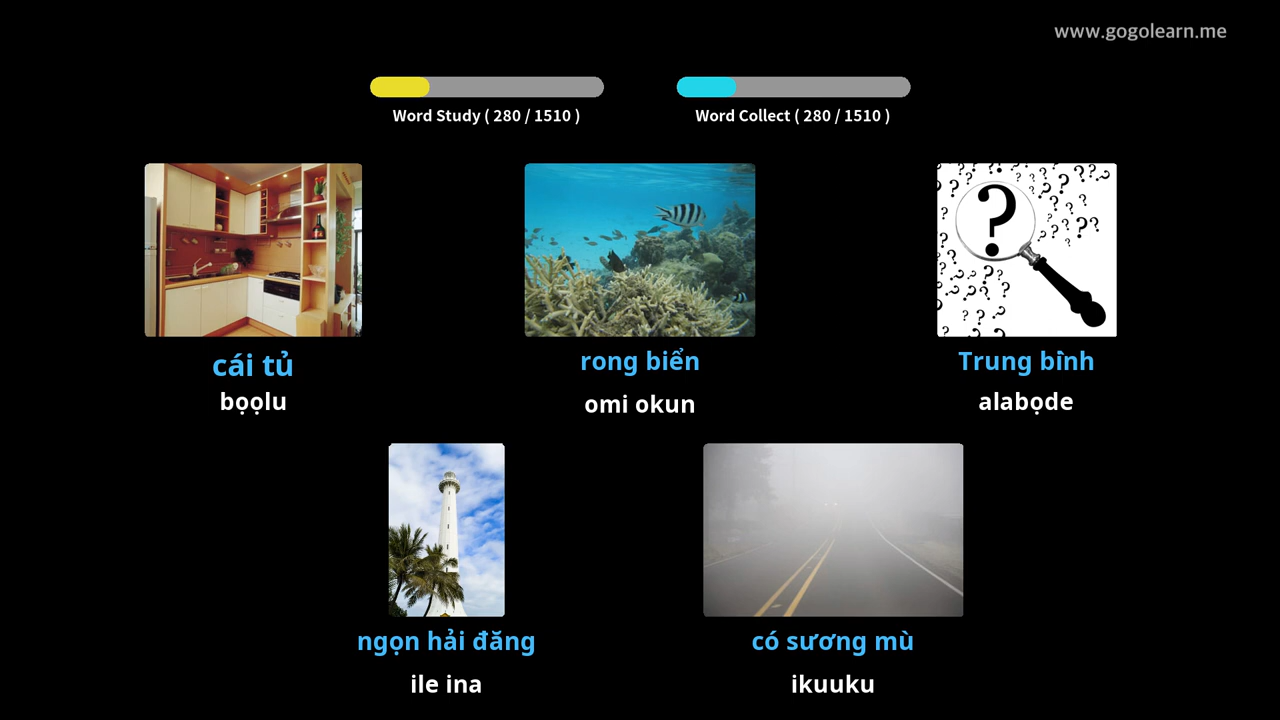 www.gogolearn.me
Word Study ( 280 / 1510 )
Word Collect ( 280 / 1510 )
cái tủ
bọọlu
rong biển
omi okun
Trung bình
alabọde
ngọn hải đăng
ile ina
có sương mù
ikuuku